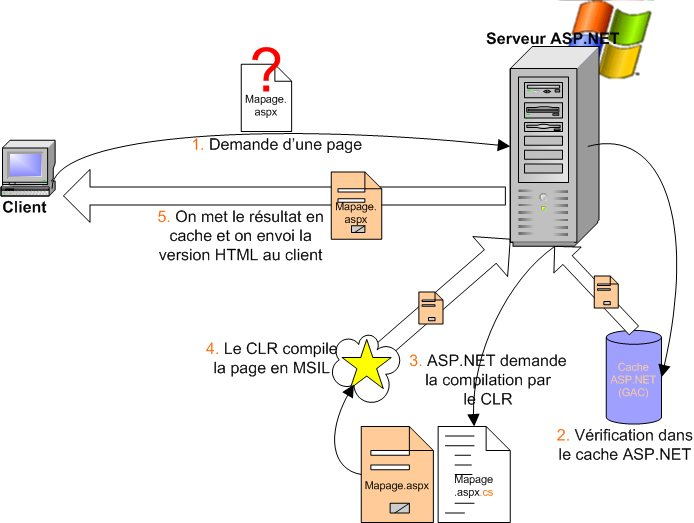 Serveur ASP.NET
Mapage.
aspx
1. Demande d'une page
Client
Mapage.
aspx
5. On met le résultat en
cache et on envoi la
version HTML au client
4. Le CLR compile
la page en MSIL
3. ASP.NET demande
la compilation par
le CLR
Cache
ASP.NET
(GAC)
2. Vérification dans
le cache ASP.NET
Mapage.aspx
Mapage
.aspx.cs